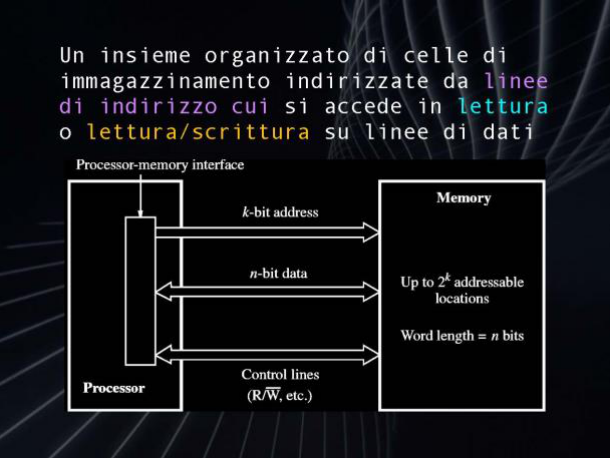 Un insieme organizzato di celle di
immagazzinamento indirizzate da linee
di indirizzo cui si accede in lettura
o lettura/scrittura su linee di dati
Processor-memory interface
k-bit address
n-bit data
Control lines
(R/W̅, etc.)
Processor
Memory
Up to 2ᵏ addressable
locations
Word length = n bits